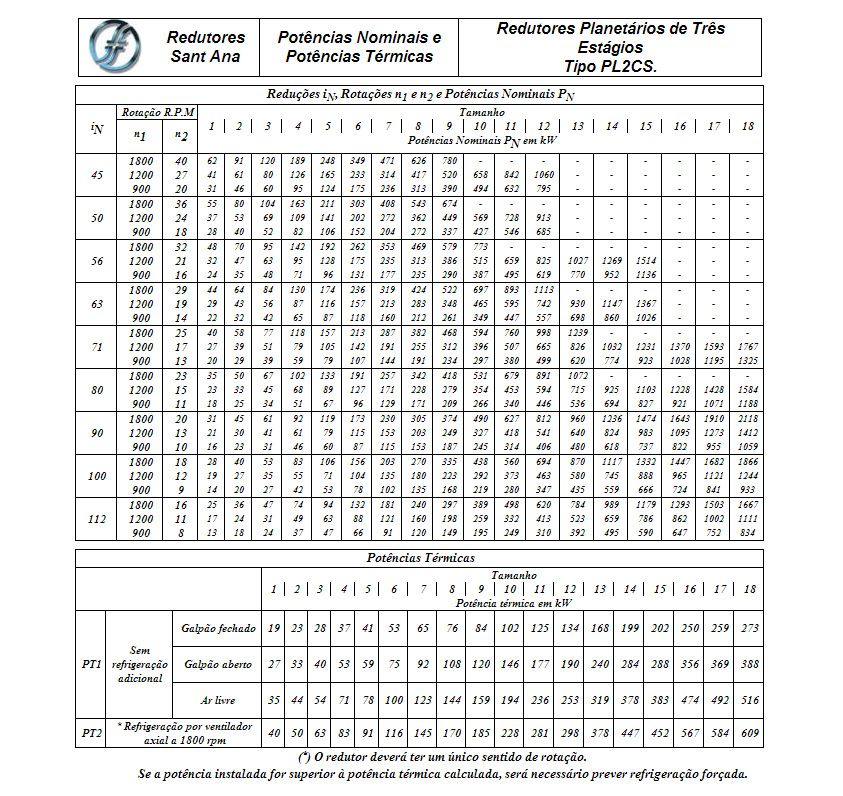 Redutores
Sant Ana
Potências Nominais e
Potências Térmicas
Redutores Planetários de Três
Estágios
Tipo PL2CS.
Reduções iN, Rotações n1 e n2 e Potências Nominais PN
iN Rotação R.P.M Tamanho
n1 n2 1 2 3 4 5 6 7 8 9 10 11 12 13 14 15 16 17 18
Potências Nominais PN em kW
45
1800 40 62 91 120 189 248 349 471 626 780 - - - - - - - - -
1200 27 41 61 80 126 165 233 314 417 520 658 842 1060 - - - - - -
900 20 31 46 60 95 124 175 236 313 390 494 632 795 - - - - - -
50
1800 36 55 80 104 163 211 303 408 543 674 - - - - - - - - -
1200 24 37 53 69 109 141 202 272 362 449 569 728 913 - - - - - -
900 18 28 40 52 82 106 152 204 272 337 427 546 685 - - - - - -
56
1800 32 48 70 95 142 192 262 353 469 579 773 - - - - - - - -
1200 21 32 47 63 95 128 175 235 313 386 515 659 825 1027 1269 1514 - - -
900 16 24 35 48 71 96 131 177 235 290 387 495 619 770 952 1136 - - -
63
1800 29 44 64 84 130 174 236 319 424 522 697 893 1113 - - - - - -
1200 19 29 43 56 87 116 157 213 283 348 465 595 742 930 1147 1367 - - -
900 14 22 32 42 65 87 118 160 212 261 349 447 557 698 860 1026 - - -
71
1800 25 40 58 77 118 157 213 287 382 468 594 760 998 1239 - - - - -
1200 17 27 39 51 79 105 142 191 255 312 396 507 665 826 1032 1231 1370 1593 1767
900 13 20 29 39 59 79 107 144 191 234 297 380 499 620 774 923 1028 1195 1325
80
1800 23 35 50 67 102 133 191 257 342 418 531 679 891 1072 - - - - -
1200 15 23 33 45 68 89 127 171 228 279 354 453 594 715 925 1103 1228 1428 1584
900 11 18 25 34 51 67 96 129 171 209 266 340 446 536 694 827 921 1071 1188
90
1800 20 31 45 61 92 119 173 230 305 374 490 627 812 960 1236 1474 1643 1910 2118
1200 13 21 30 41 61 79 115 153 203 249 327 418 541 640 824 983 1095 1273 1412
900 10 16 23 31 46 60 87 115 153 187 245 314 406 480 618 737 822 955 1059
100
1800 18 28 40 53 83 106 156 203 270 335 438 560 694 870 1117 1332 1447 1682 1866
1200 12 19 27 35 55 71 104 135 180 223 292 373 463 580 745 888 965 1121 1244
900 9 14 20 27 42 53 78 102 135 168 219 280 347 435 559 666 724 841 933
112
1800 16 25 36 47 74 94 132 181 240 297 389 498 620 784 989 1179 1293 1503 1667
1200 11 17 24 31 49 63 88 121 160 198 259 332 413 523 659 786 862 1002 1111
900 8 13 18 24 37 47 66 91 120 149 195 249 310 392 495 590 647 752 834
Potências Térmicas
Tamanho
1 2 3 4 5 6 7 8 9 10 11 12 13 14 15 16 17 18
Potência térmica em kW
PT1
Sem
refrigeração
adicional
Galpão fechado 19 23 28 37 41 53 65 76 84 102 125 134 168 199 202 250 259 273
Galpão aberto 27 33 40 53 59 75 92 108 120 146 177 190 240 284 288 356 369 388
Ar livre 35 44 54 71 78 100 123 144 159 194 236 253 319 378 383 474 492 516
PT2
* Refrigeração por ventilador
axial a 1800 rpm
40 50 63 83 91 116 145 170 185 228 281 298 378 447 452 567 584 609
(*) O redutor deverá ter um único sentido de rotação.
Se a potência instalada for superior à potência térmica calculada, será necessário prever refrigeração forçada.